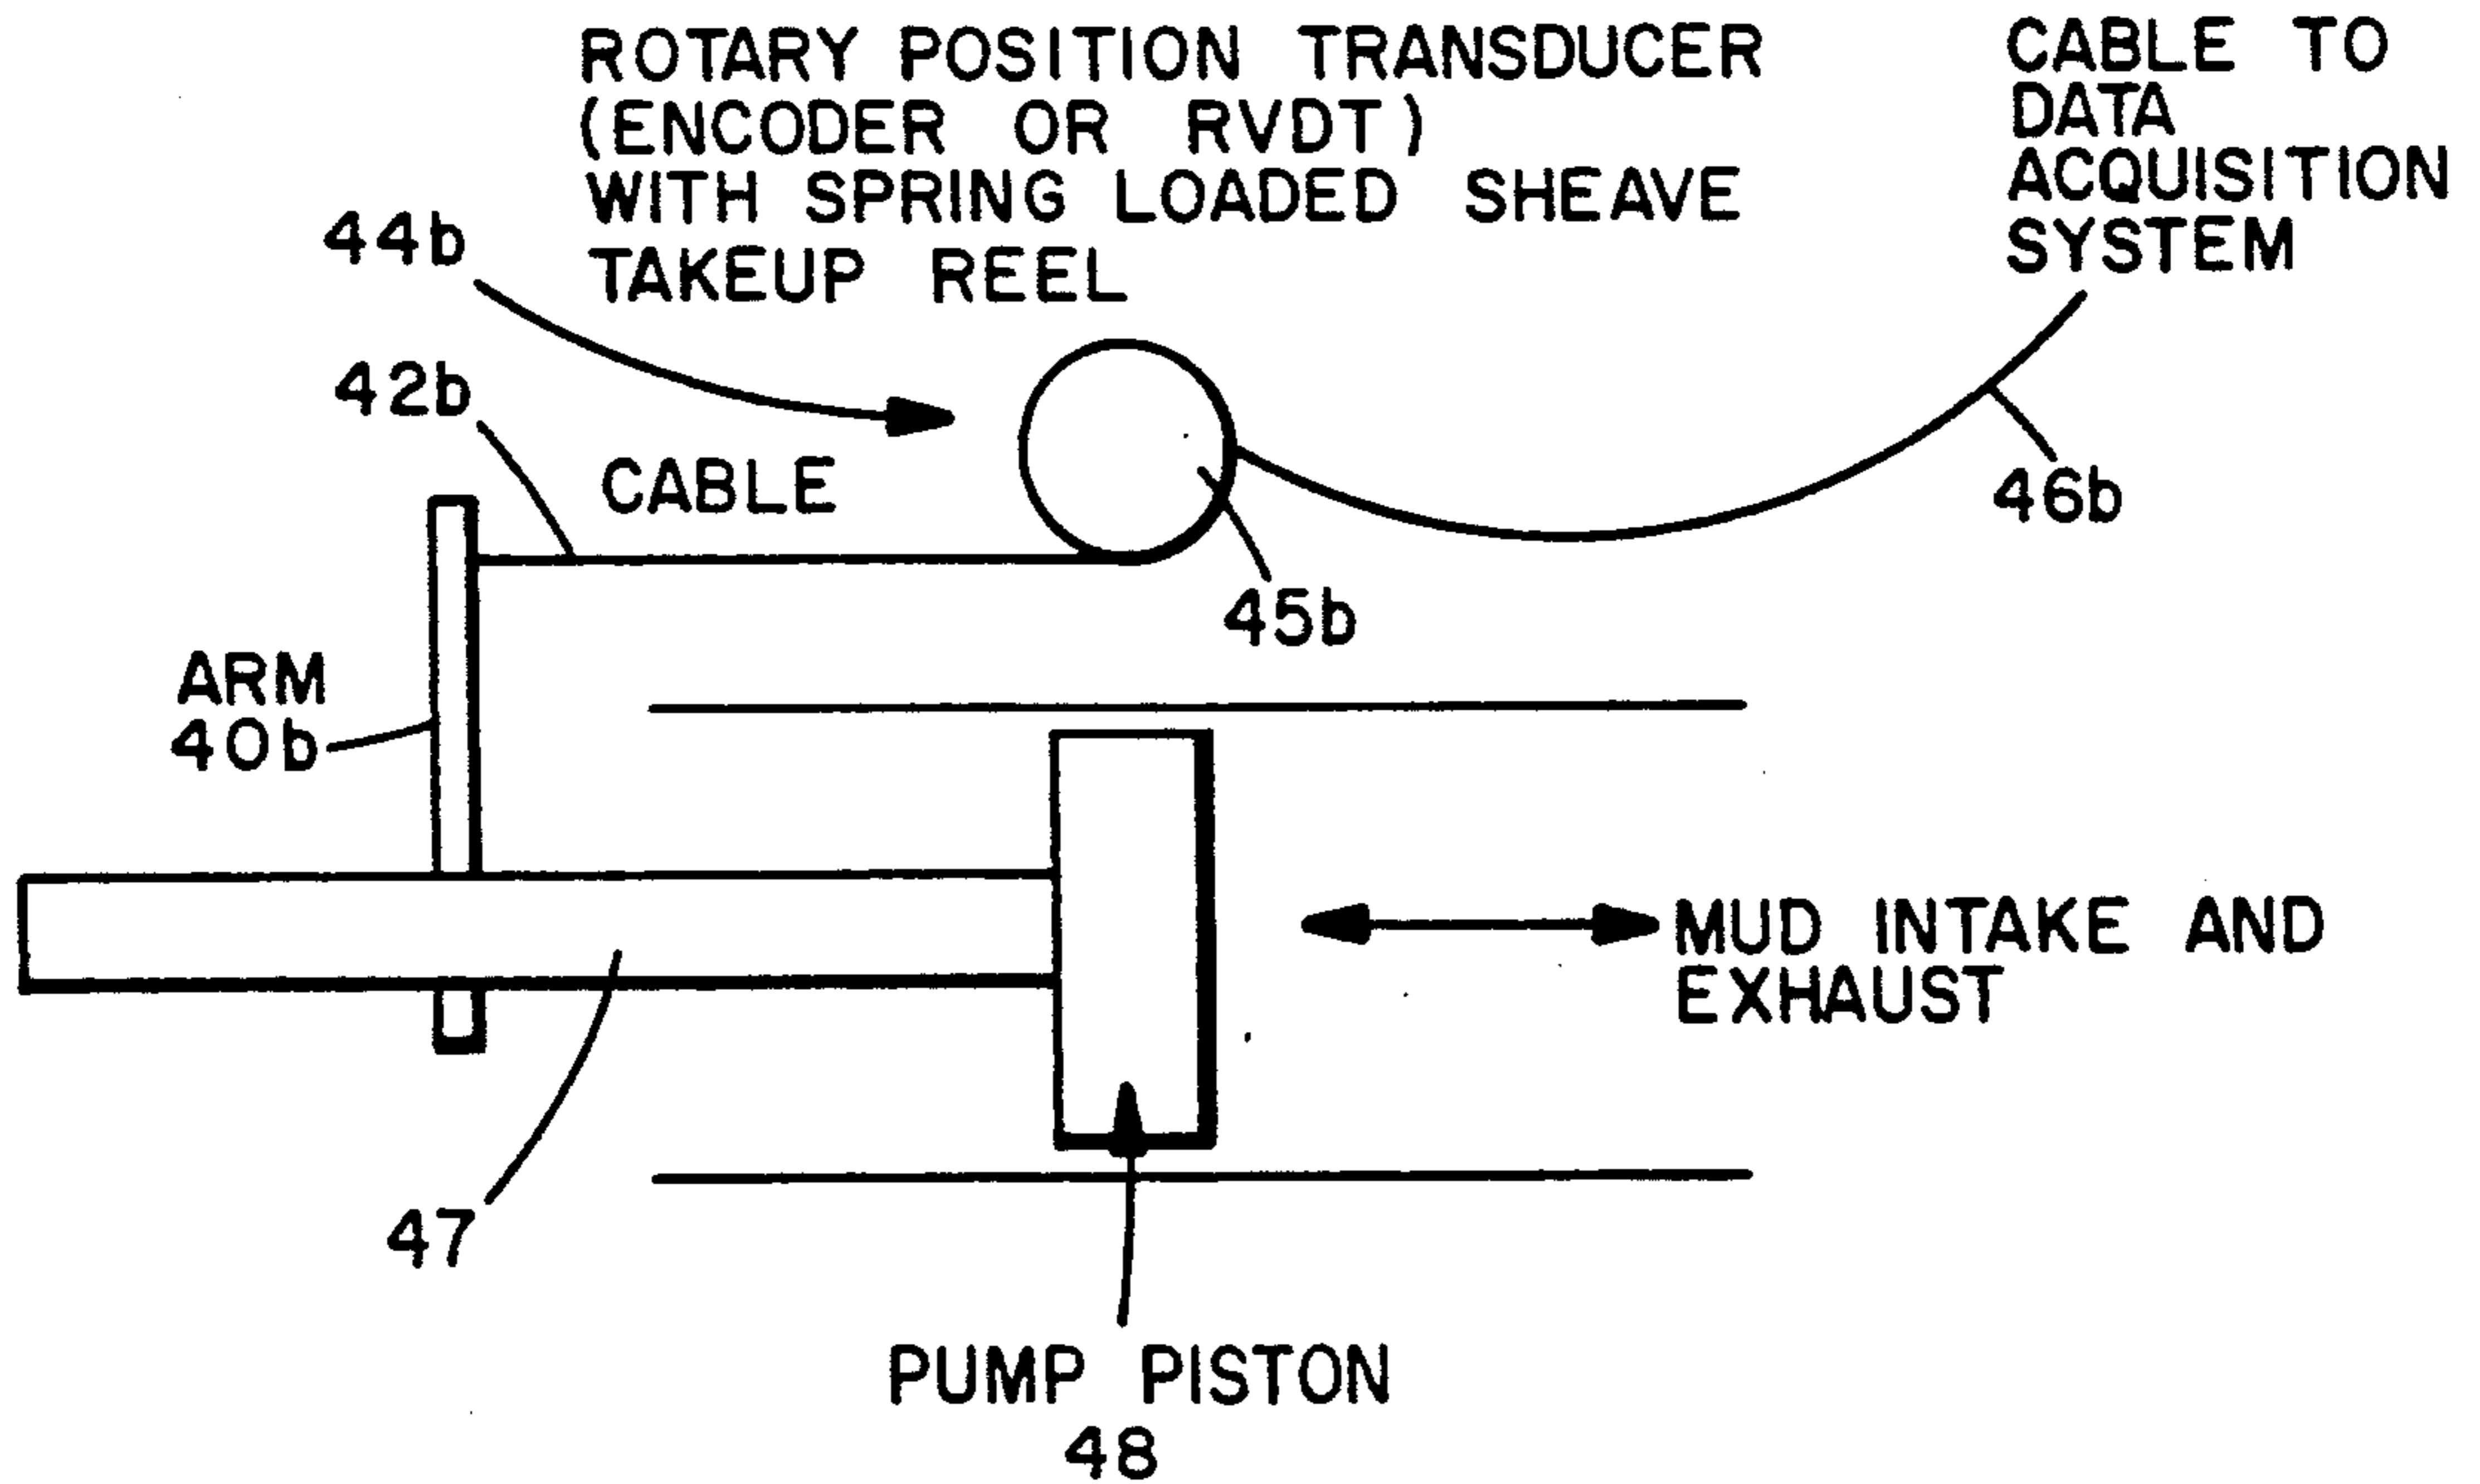 ROTARY POSITION TRANSDUCER
(ENCODER OR RVDT)
WITH SPRING LOADED SHEAVE
TAKEUP REEL
CABLE TO
DATA
ACQUISITION
SYSTEM
44b
42b
CABLE
46b
45b
ARM
40b
MUD INTAKE AND
EXHAUST
47
PUMP PISTON
48